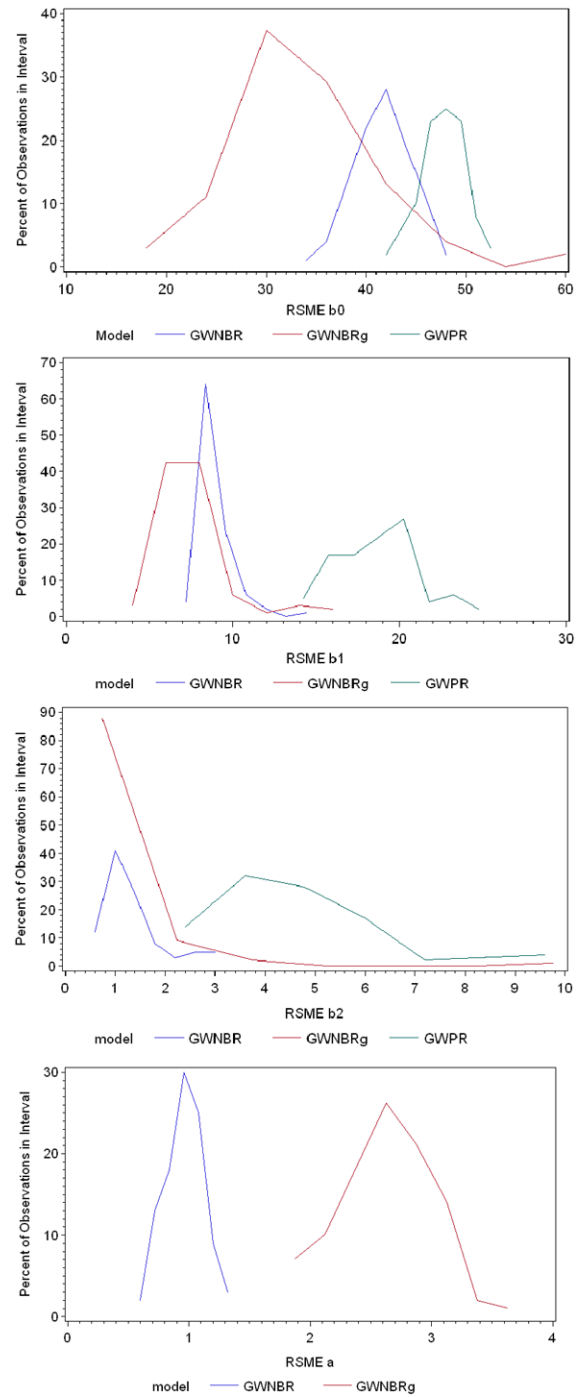 Percent of Observations in Interval
40
30
20
10
0
10 20 30 40 50 60
RSME b0
Model GWNBR GWNBRg GWPR
Percent of Observations in Interval
70
60
50
40
30
20
10
0
0 10 20 30
RSME b1
model GWNBR GWNBRg GWPR
Percent of Observations in Interval
90
80
70
60
50
40
30
20
10
0
0 1 2 3 4 5 6 7 8 9 10
RSME b2
model GWNBR GWNBRg GWPR
Percent of Observations in Interval
30
20
10
0
0 1 2 3 4
RSME a
model GWNBR GWNBRg